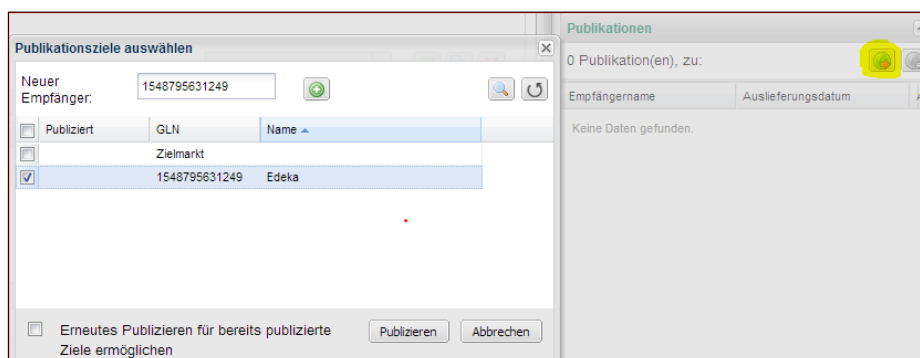 Publikationsziele auswählen
Neuer
Empfänger:
1548795631249
Publiziert GLN Name
Zielmarkt
1548795631249 Edeka
Erneutes Publizieren für bereits publizierte
Ziele ermöglichen
Publizieren Abbrechen
Publikationen
0 Publikation(en), zu:
Empfängername Auslieferungsdatum
Keine Daten gefunden.